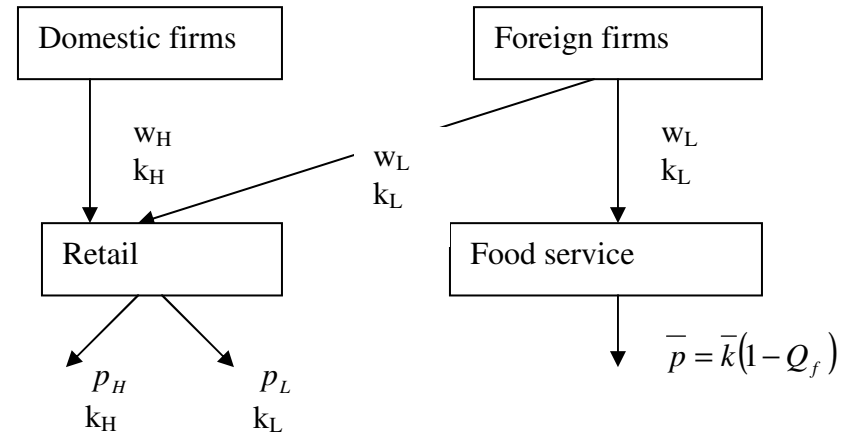 Domestic firms
Foreign firms
w_H
k_H
w_L
k_L
w_L
k_L
Retail
Food service
p_H
k_H
p_L
k_L
p̅ = k̅(1 − Q_f)